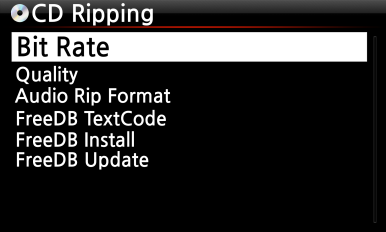 CD Ripping
Bit Rate
Quality
Audio Rip Format
FreeDB TextCode
FreeDB Install
FreeDB Update